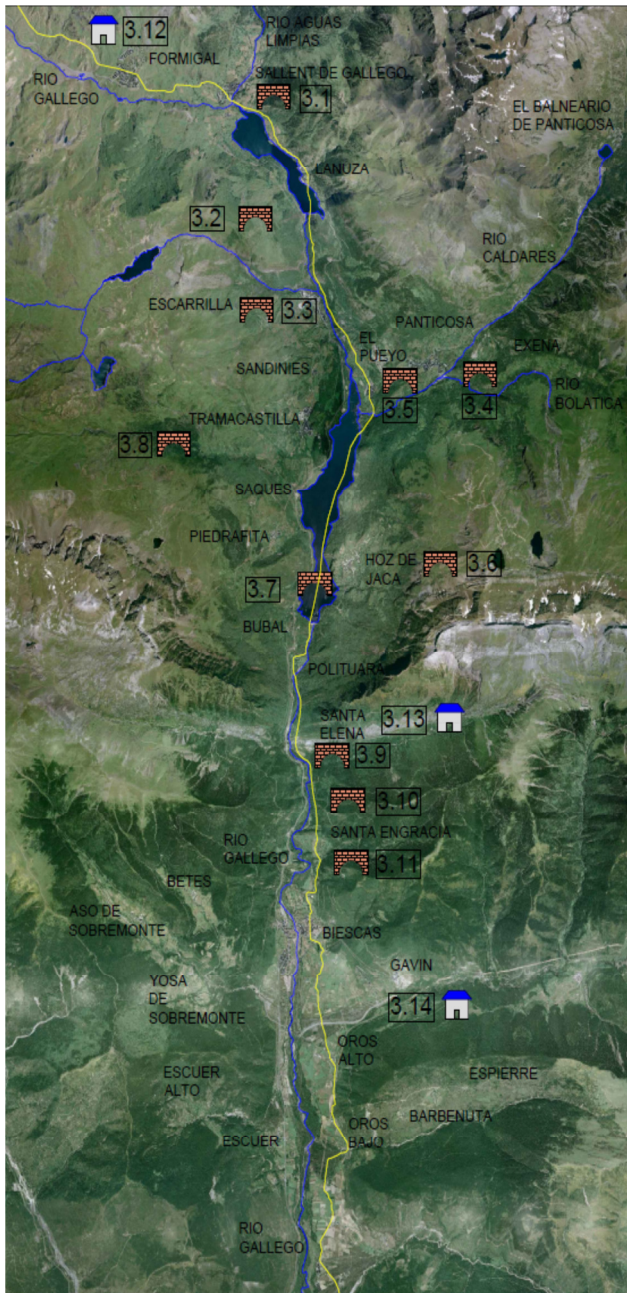 3.12
RIO AGUAS
LIMPIAS
FORMIGAL
RIO
GALLEGO
SALLENT DE GALLEGO
3.1
EL BALNEARIO
DE PANTICOSA
LANUZA
3.2
RIO
CALDARES
ESCARRILLA
3.3
PANTICOSA
EL
PUEYO
EXENA
SANDINIES
3.5
3.4
RIO
BOLATICA
TRAMACASTILLA
3.8
SAQUES
PIEDRAFITA
HOZ DE
JACA
3.6
3.7
BUBAL
POLITUARA
SANTA
ELENA
3.13
3.9
3.10
SANTA ENGRACIA
RIO
GALLEGO
3.11
BETES
ASO DE
SOBREMONTE
BIESCAS
GAVIN
YOSA
DE
SOBREMONTE
3.14
OROS
ALTO
ESCUER
ALTO
ESPIERRE
BARBENUTA
OROS
BAJO
ESCUER
RIO
GALLEGO